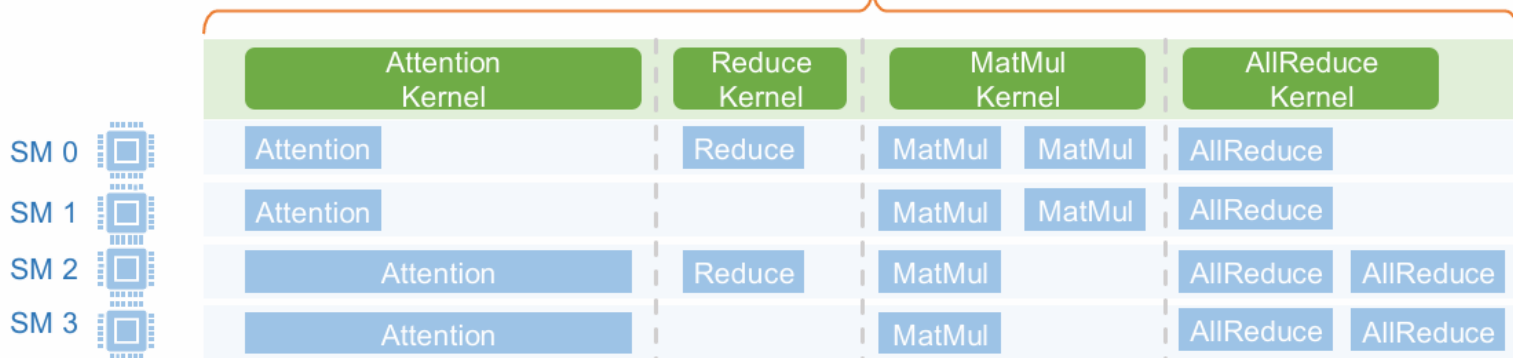 Attention Kernel
Reduce Kernel
MatMul Kernel
AllReduce Kernel
SM 0 Attention Reduce MatMul MatMul AllReduce
SM 1 Attention MatMul MatMul AllReduce
SM 2 Attention Reduce MatMul AllReduce AllReduce
SM 3 Attention MatMul AllReduce AllReduce